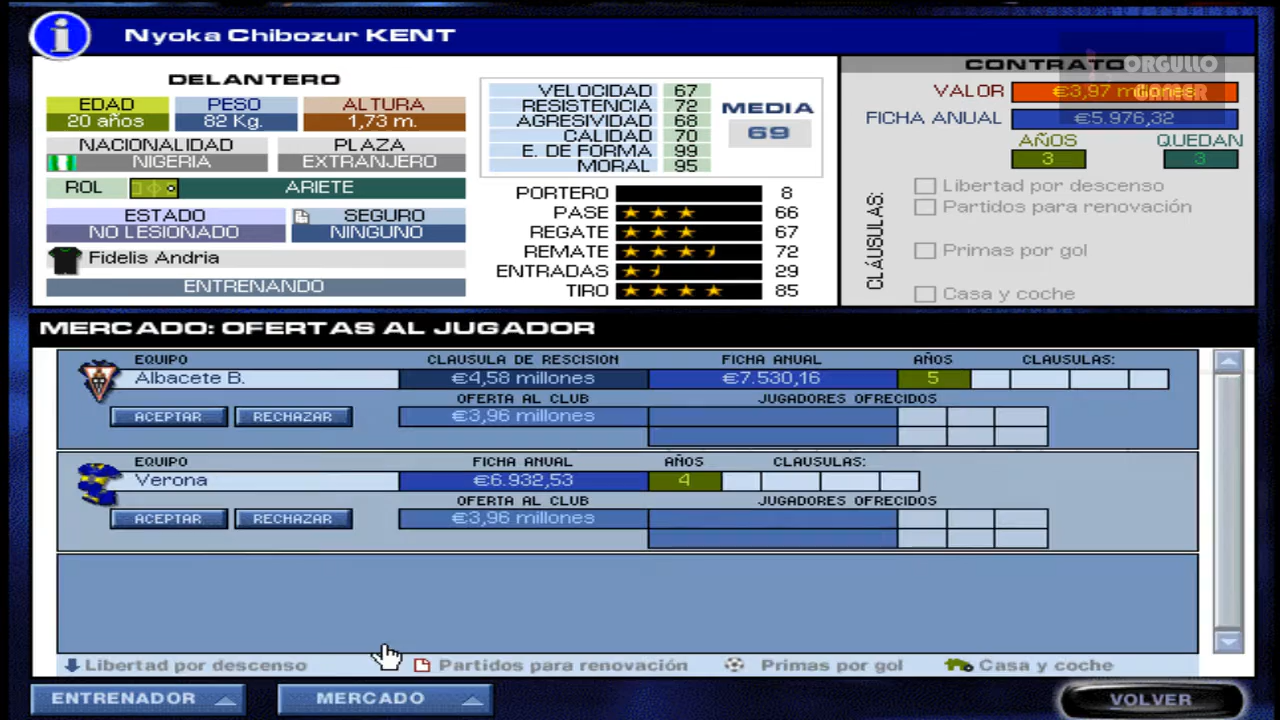 Nyoka Chibozur KENT
DELANTERO
EDAD PESO ALTURA
20 años 82 Kg. 1,73 m.
NACIONALIDAD PLAZA
NIGERIA EXTRANJERO
ROL ARIETE
ESTADO SEGURO
NO LESIONADO NINGUNO
Fidelis Andria
ENTRENANDO
VELOCIDAD 67
RESISTENCIA 72
AGRESIVIDAD 68
CALIDAD 70
E. DE FORMA 99
MORAL 95
MEDIA
69
PORTERO 8
PASE 66
REGATE 67
REMATE 72
ENTRADAS 29
TIRO 85
CONTRATO
ORGULLO
GAMER
VALOR €3,97 millones
FICHA ANUAL €5.976,32
AÑOS QUEDAN
3 3
CLÁUSULAS:
Libertad por descenso
Partidos para renovación
Primas por gol
Casa y coche
MERCADO: OFERTAS AL JUGADOR
EQUIPO CLAUSULA DE RESCISION FICHA ANUAL AÑOS CLAUSULAS:
Albacete B. €4,58 millones €7.530,16 5
OFERTA AL CLUB JUGADORES OFRECIDOS
ACEPTAR RECHAZAR €3,96 millones
EQUIPO FICHA ANUAL AÑOS CLAUSULAS:
Verona €6.932,53 4
OFERTA AL CLUB JUGADORES OFRECIDOS
ACEPTAR RECHAZAR €3,96 millones
Libertad por descenso Partidos para renovación Primas por gol Casa y coche
ENTRENADOR MERCADO VOLVER